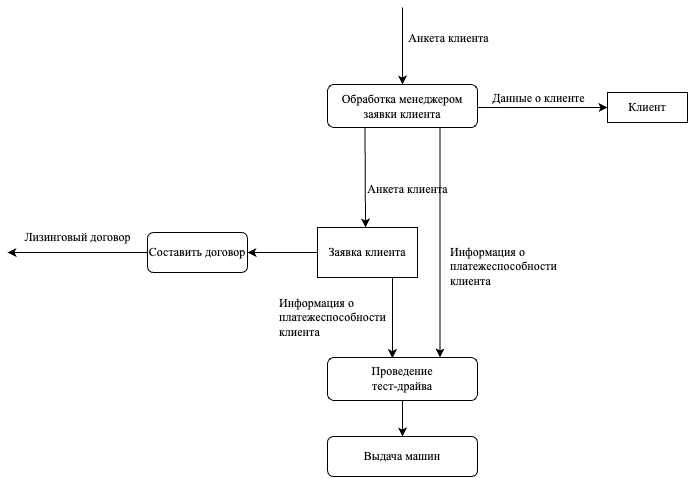 Анкета клиента
Обработка менеджером
заявки клиента
Данные о клиенте
Клиент
Анкета клиента
Лизинговый договор
Составить договор
Заявка клиента
Информация о
платежеспособности
клиента
Информация о
платежеспособности
клиента
Проведение
тест-драйва
Выдача машин